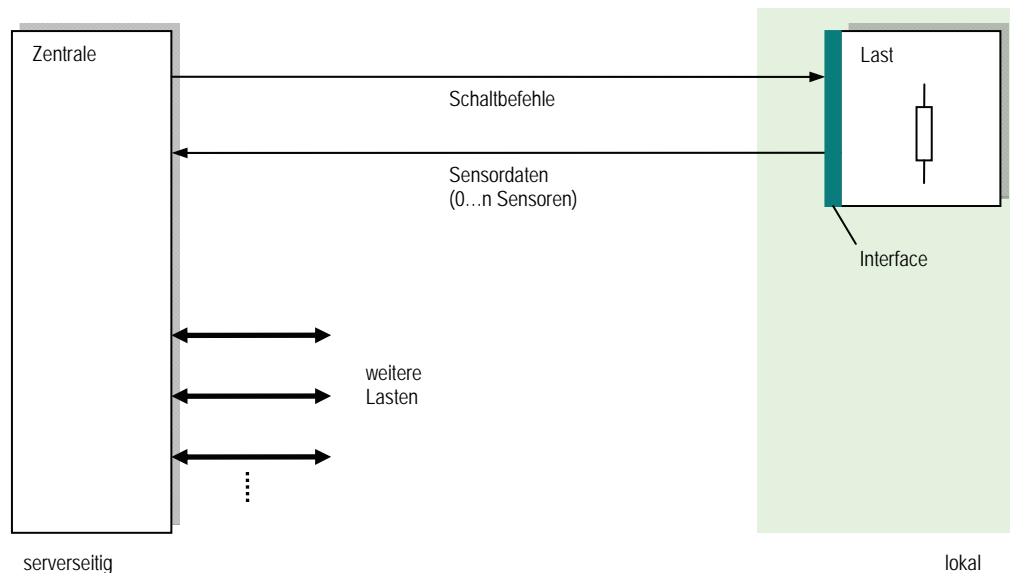 Zentrale
Last
Schaltbefehle
Sensordaten
(0…n Sensoren)
Interface
weitere
Lasten
serverseitig
lokal